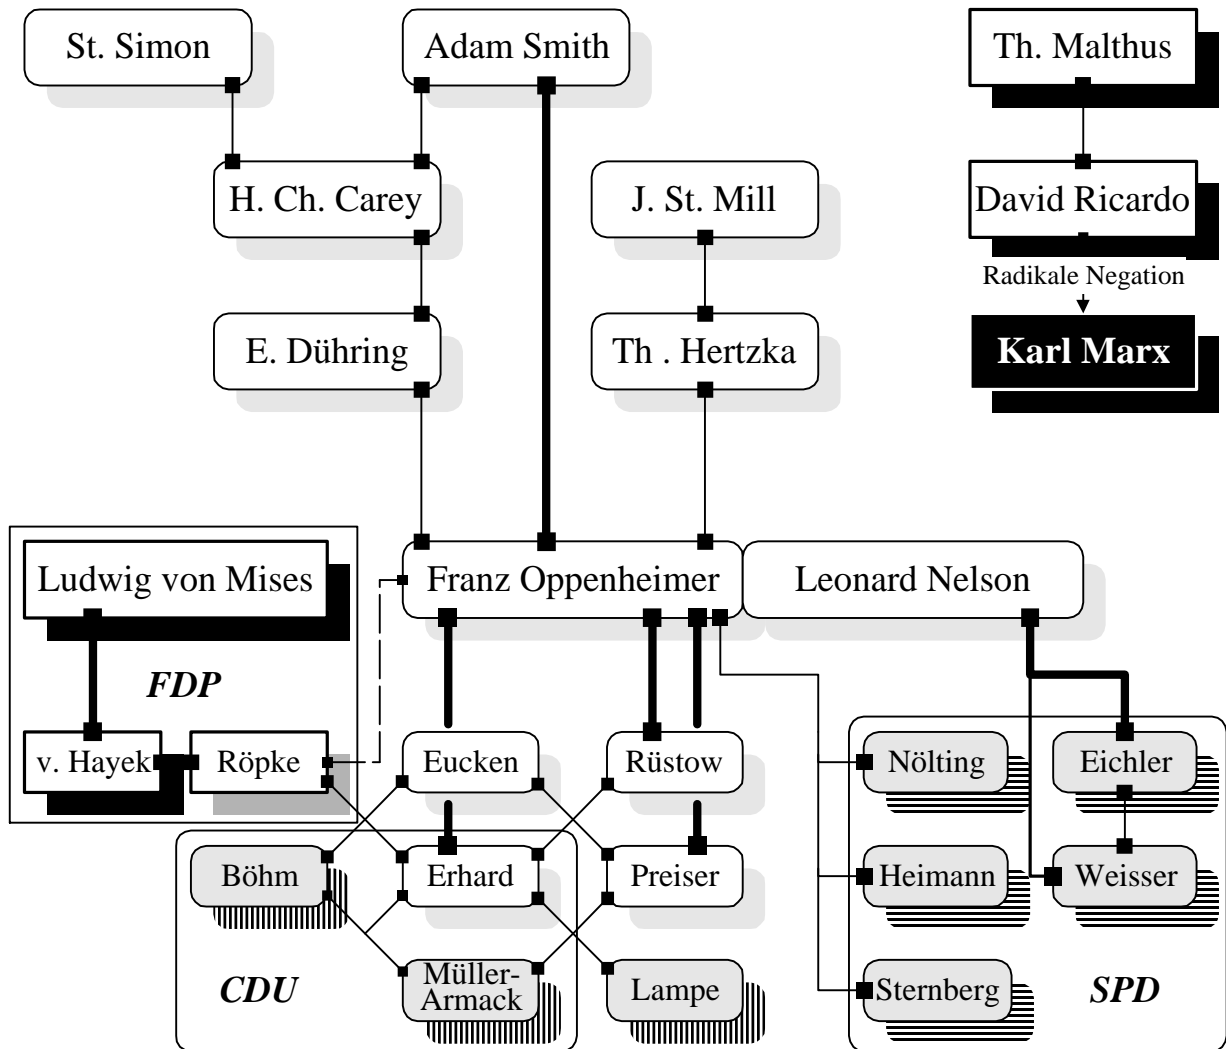 St. Simon
Adam Smith
Th. Malthus
H. Ch. Carey
J. St. Mill
David Ricardo
Radikale Negation
E. Dühring
Th . Hertzka
Karl Marx
Ludwig von Mises
Franz Oppenheimer
Leonard Nelson
FDP
v. Hayek
Röpke
Eucken
Rüstow
Nölting
Eichler
Böhm
Erhard
Preiser
Heimann
Weisser
CDU
Müller-
Armack
Lampe
Sternberg
SPD